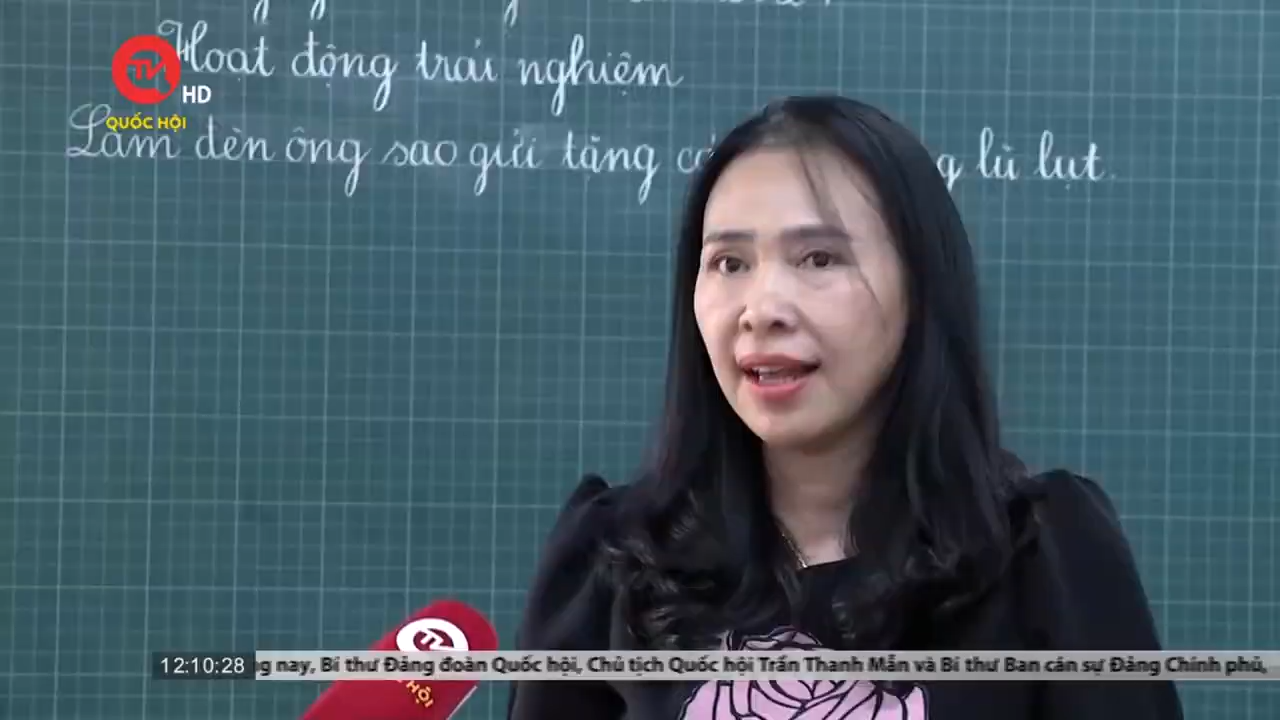 Hoạt động trải nghiệm
Làm đèn ông sao gửi tặng lũ lụt.
TV
HD
QUỐC HỘI
12:10:28
nay, Bí thư Đảng đoàn Quốc hội, Chủ tịch Quốc hội Trần Thanh Mẫn và Bí thư Ban cán sự Đảng Chính phủ,
HỘI